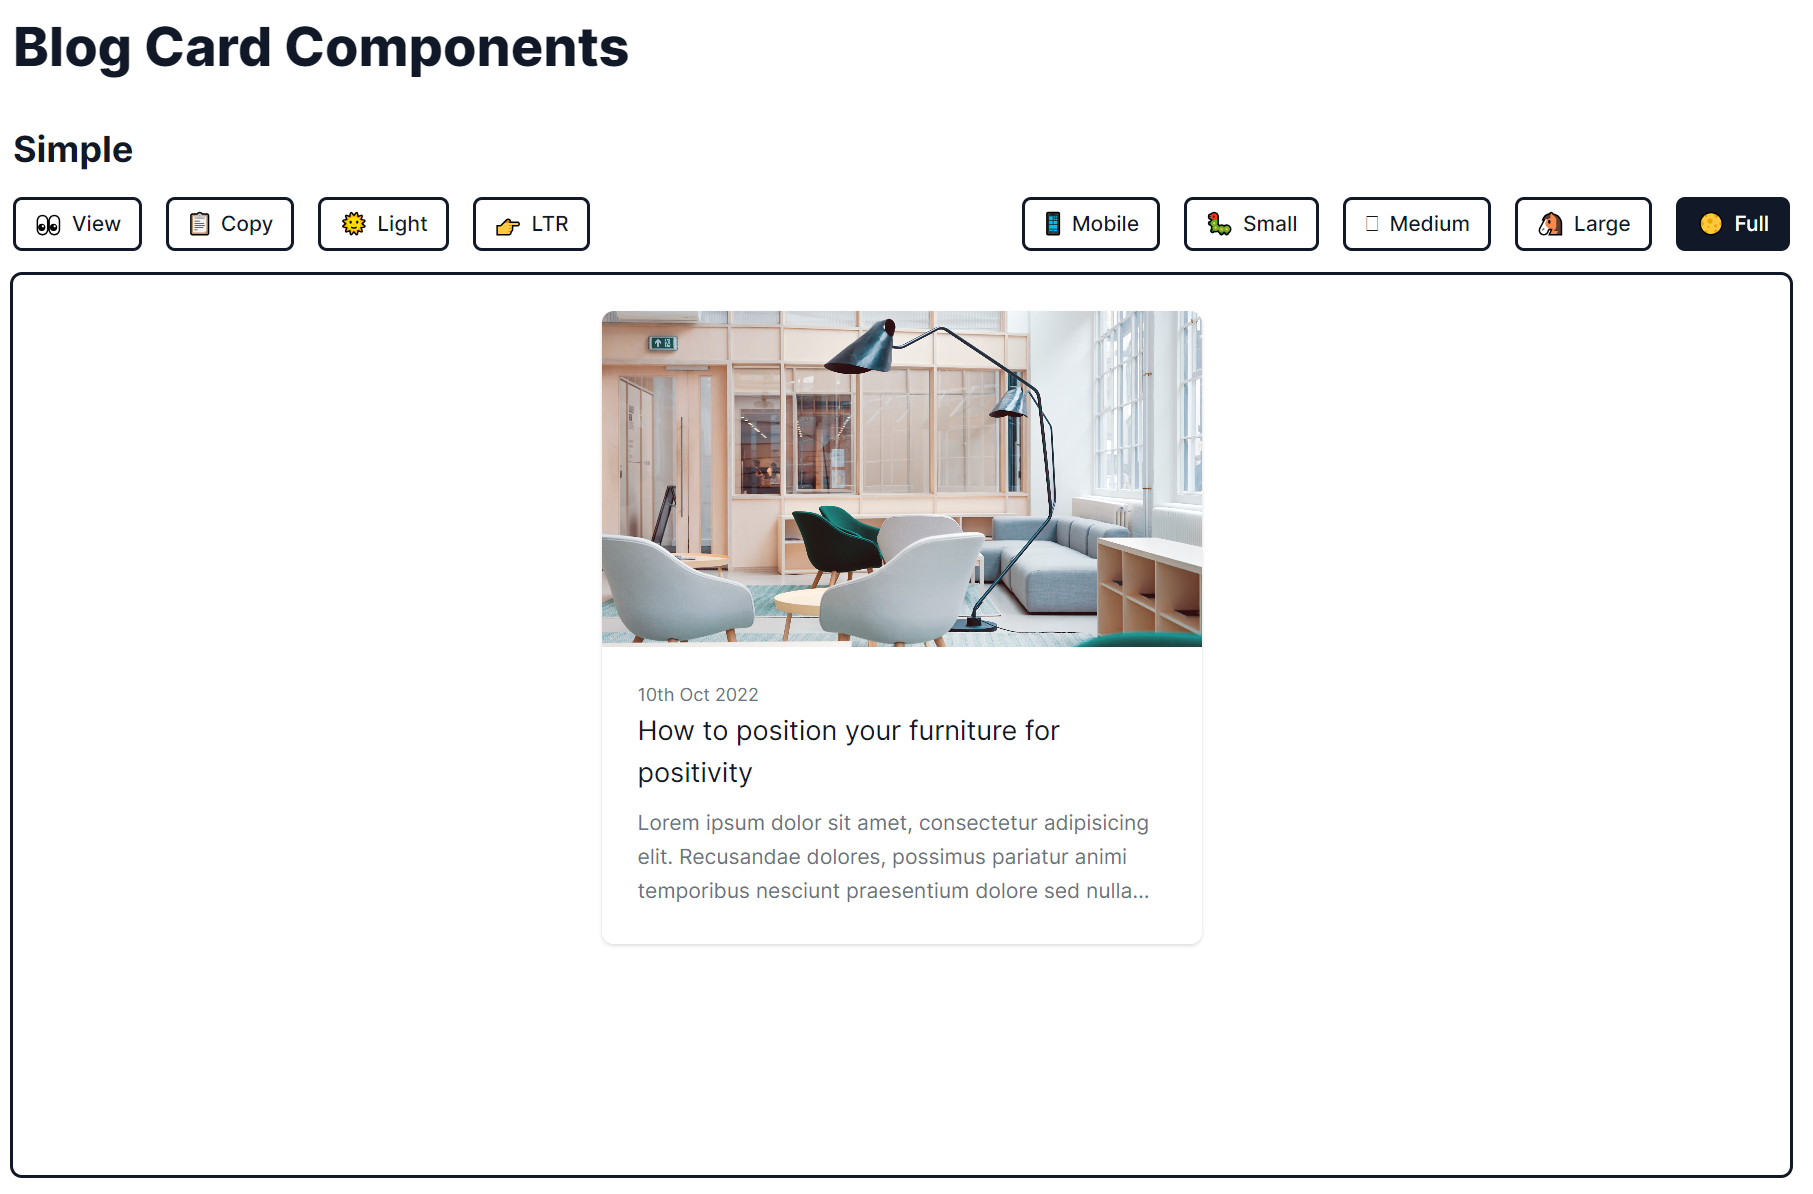 Blog Card Components
Simple
👀 View
📋 Copy
🌞 Light
👉 LTR
📱 Mobile
🐛 Small
Medium
🐴 Large
🌕 Full
10th Oct 2022
How to position your furniture for
positivity
Lorem ipsum dolor sit amet, consectetur adipisicing
elit. Recusandae dolores, possimus pariatur animi
temporibus nesciunt praesentium dolore sed nulla...